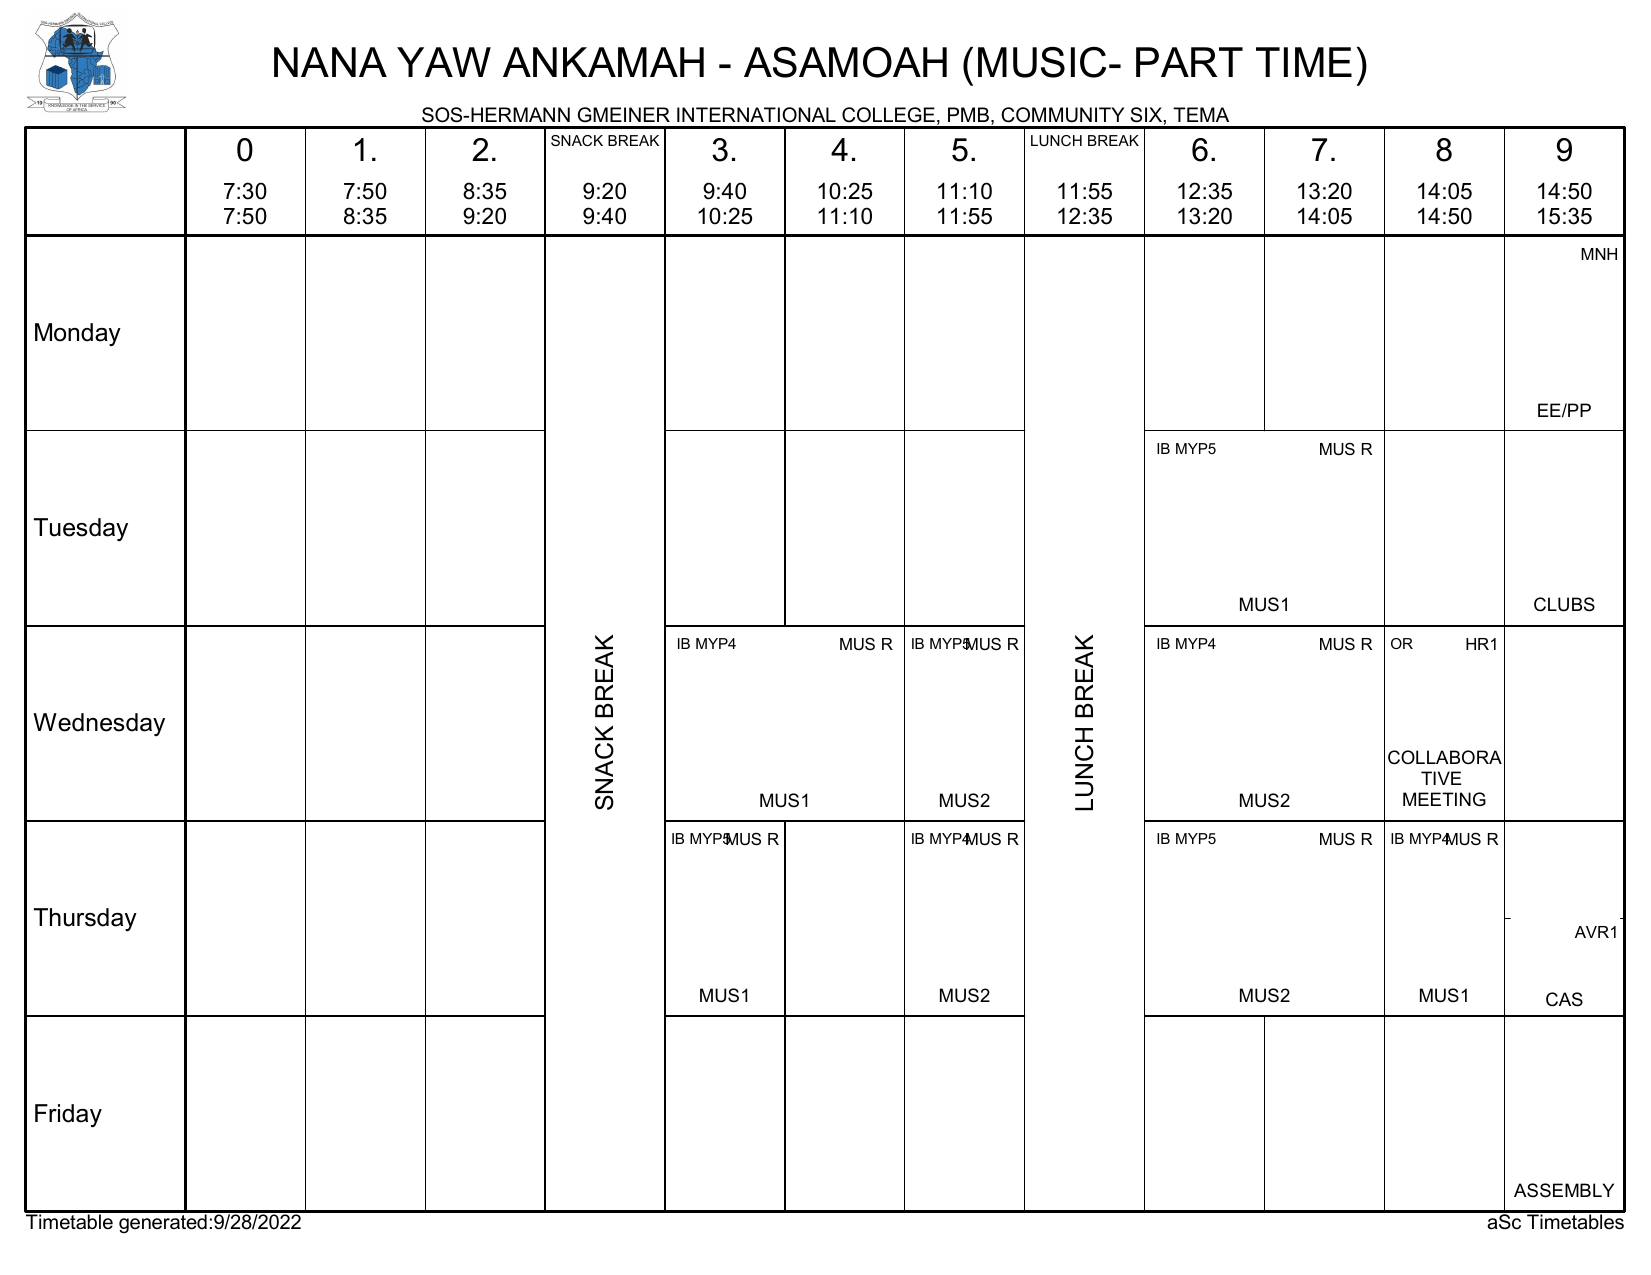 NANA YAW ANKAMAH - ASAMOAH (MUSIC- PART TIME)
SOS-HERMANN GMEINER INTERNATIONAL COLLEGE, PMB, COMMUNITY SIX, TEMA
0 1. 2. SNACK BREAK 3. 4. 5. LUNCH BREAK 6. 7. 8 9
7:30 7:50 8:35 9:20 9:40 10:25 11:10 11:55 12:35 13:20 14:05 14:50
7:50 8:35 9:20 9:40 10:25 11:10 11:55 12:35 13:20 14:05 14:50 15:35
SNACK BREAK
LUNCH BREAK
Monday
MNH
EE/PP
Tuesday
IB MYP5 MUS R
MUS1
CLUBS
Wednesday
IB MYP4 MUS R
MUS1
IB MYP5 MUS R
MUS2
IB MYP4 MUS R
MUS2
OR HR1
COLLABORA
TIVE
MEETING
Thursday
IB MYP5 MUS R
MUS1
IB MYP4 MUS R
MUS2
IB MYP5 MUS R
MUS2
IB MYP4 MUS R
MUS1
AVR1
CAS
Friday
ASSEMBLY
Timetable generated:9/28/2022
aSc Timetables